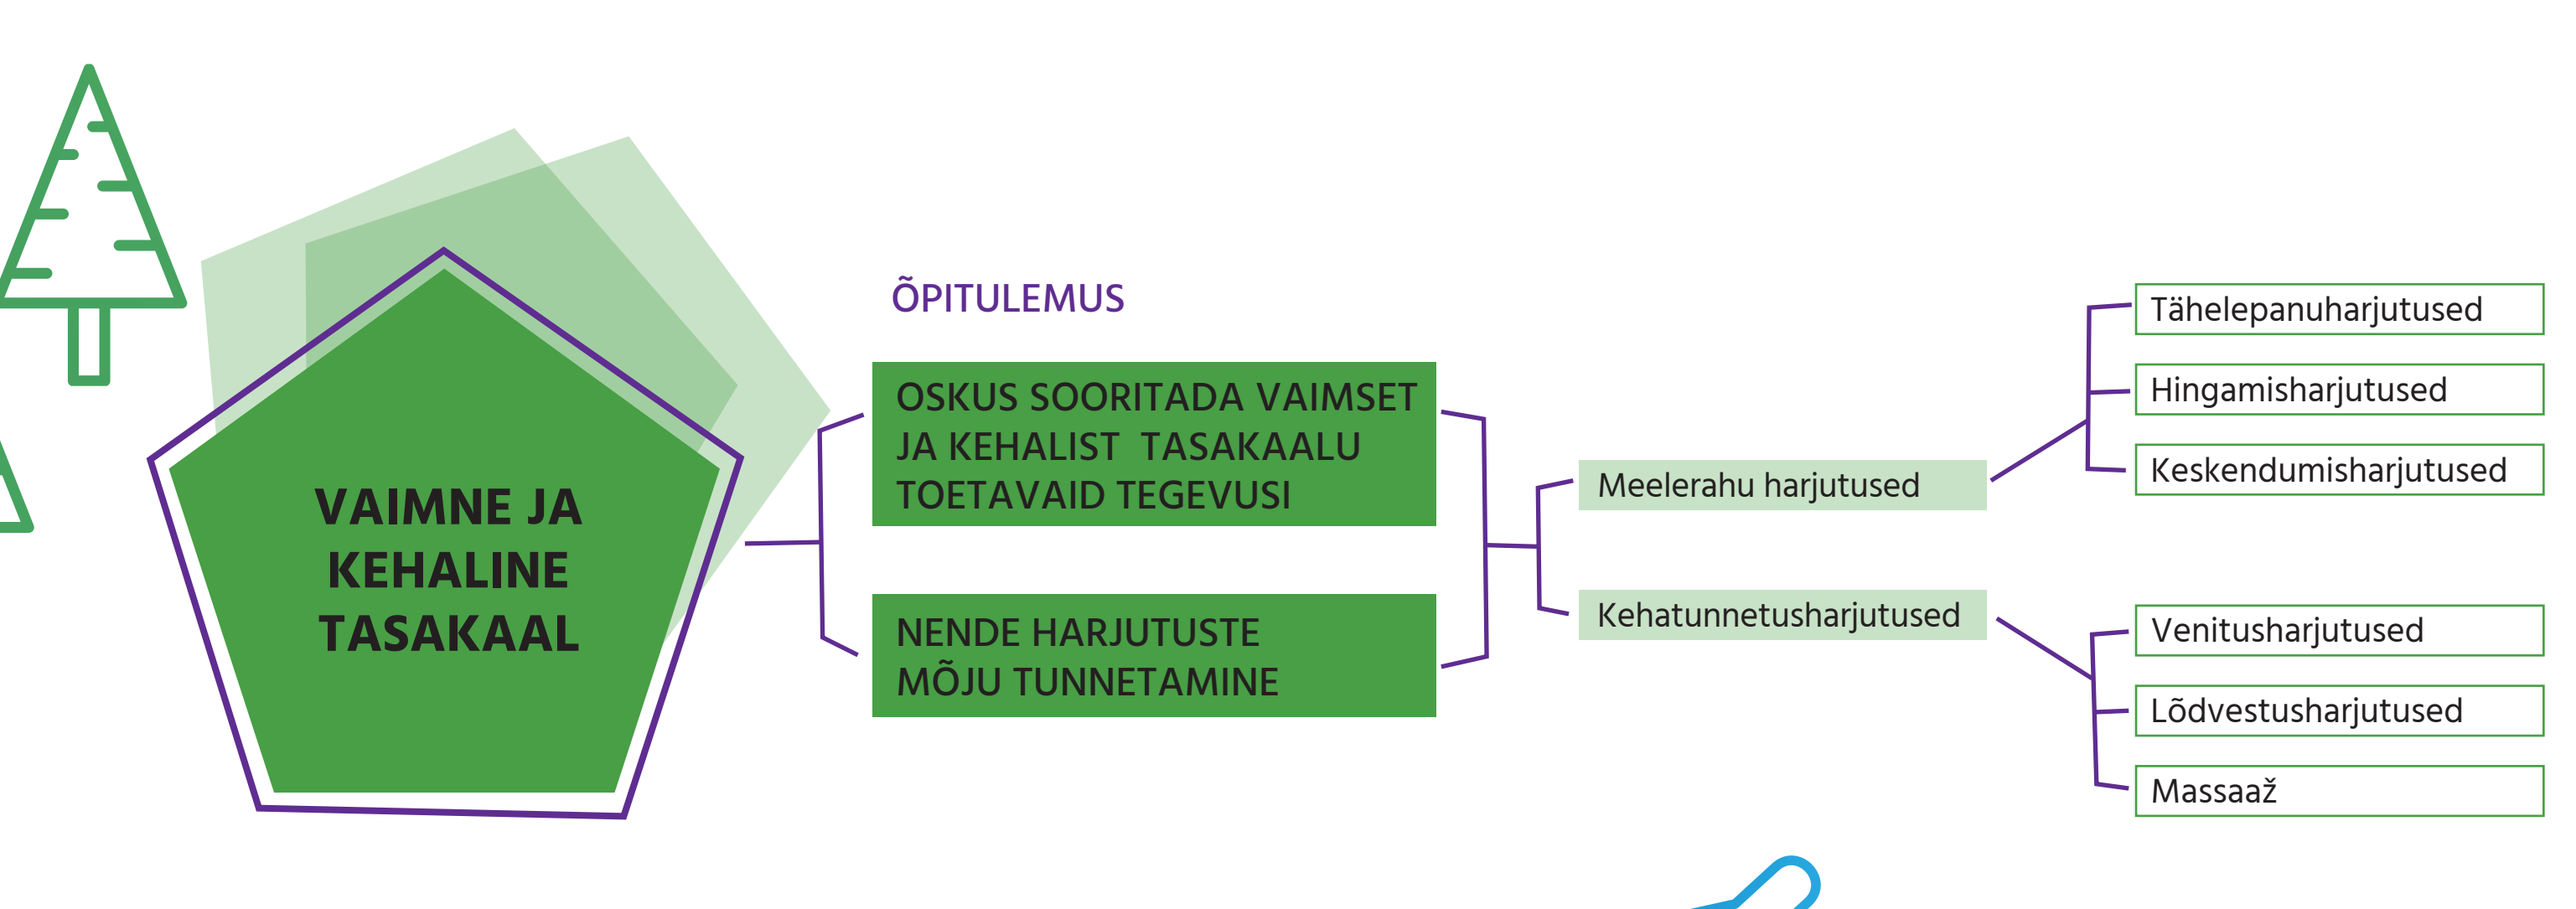 VAIMNE JA
KEHALINE
TASAKAAL
ÕPITULEMUS
OSKUS SOORITADA VAIMSET
JA KEHALIST TASAKAALU
TOETAVAID TEGEVUSI
NENDE HARJUTUSTE
MÕJU TUNNETAMINE
Meelerahu harjutused
Kehatunnetusharjutused
Tähelepanuharjutused
Hingamisharjutused
Keskendumisharjutused
Venitusharjutused
Lõdvestusharjutused
Massaaž